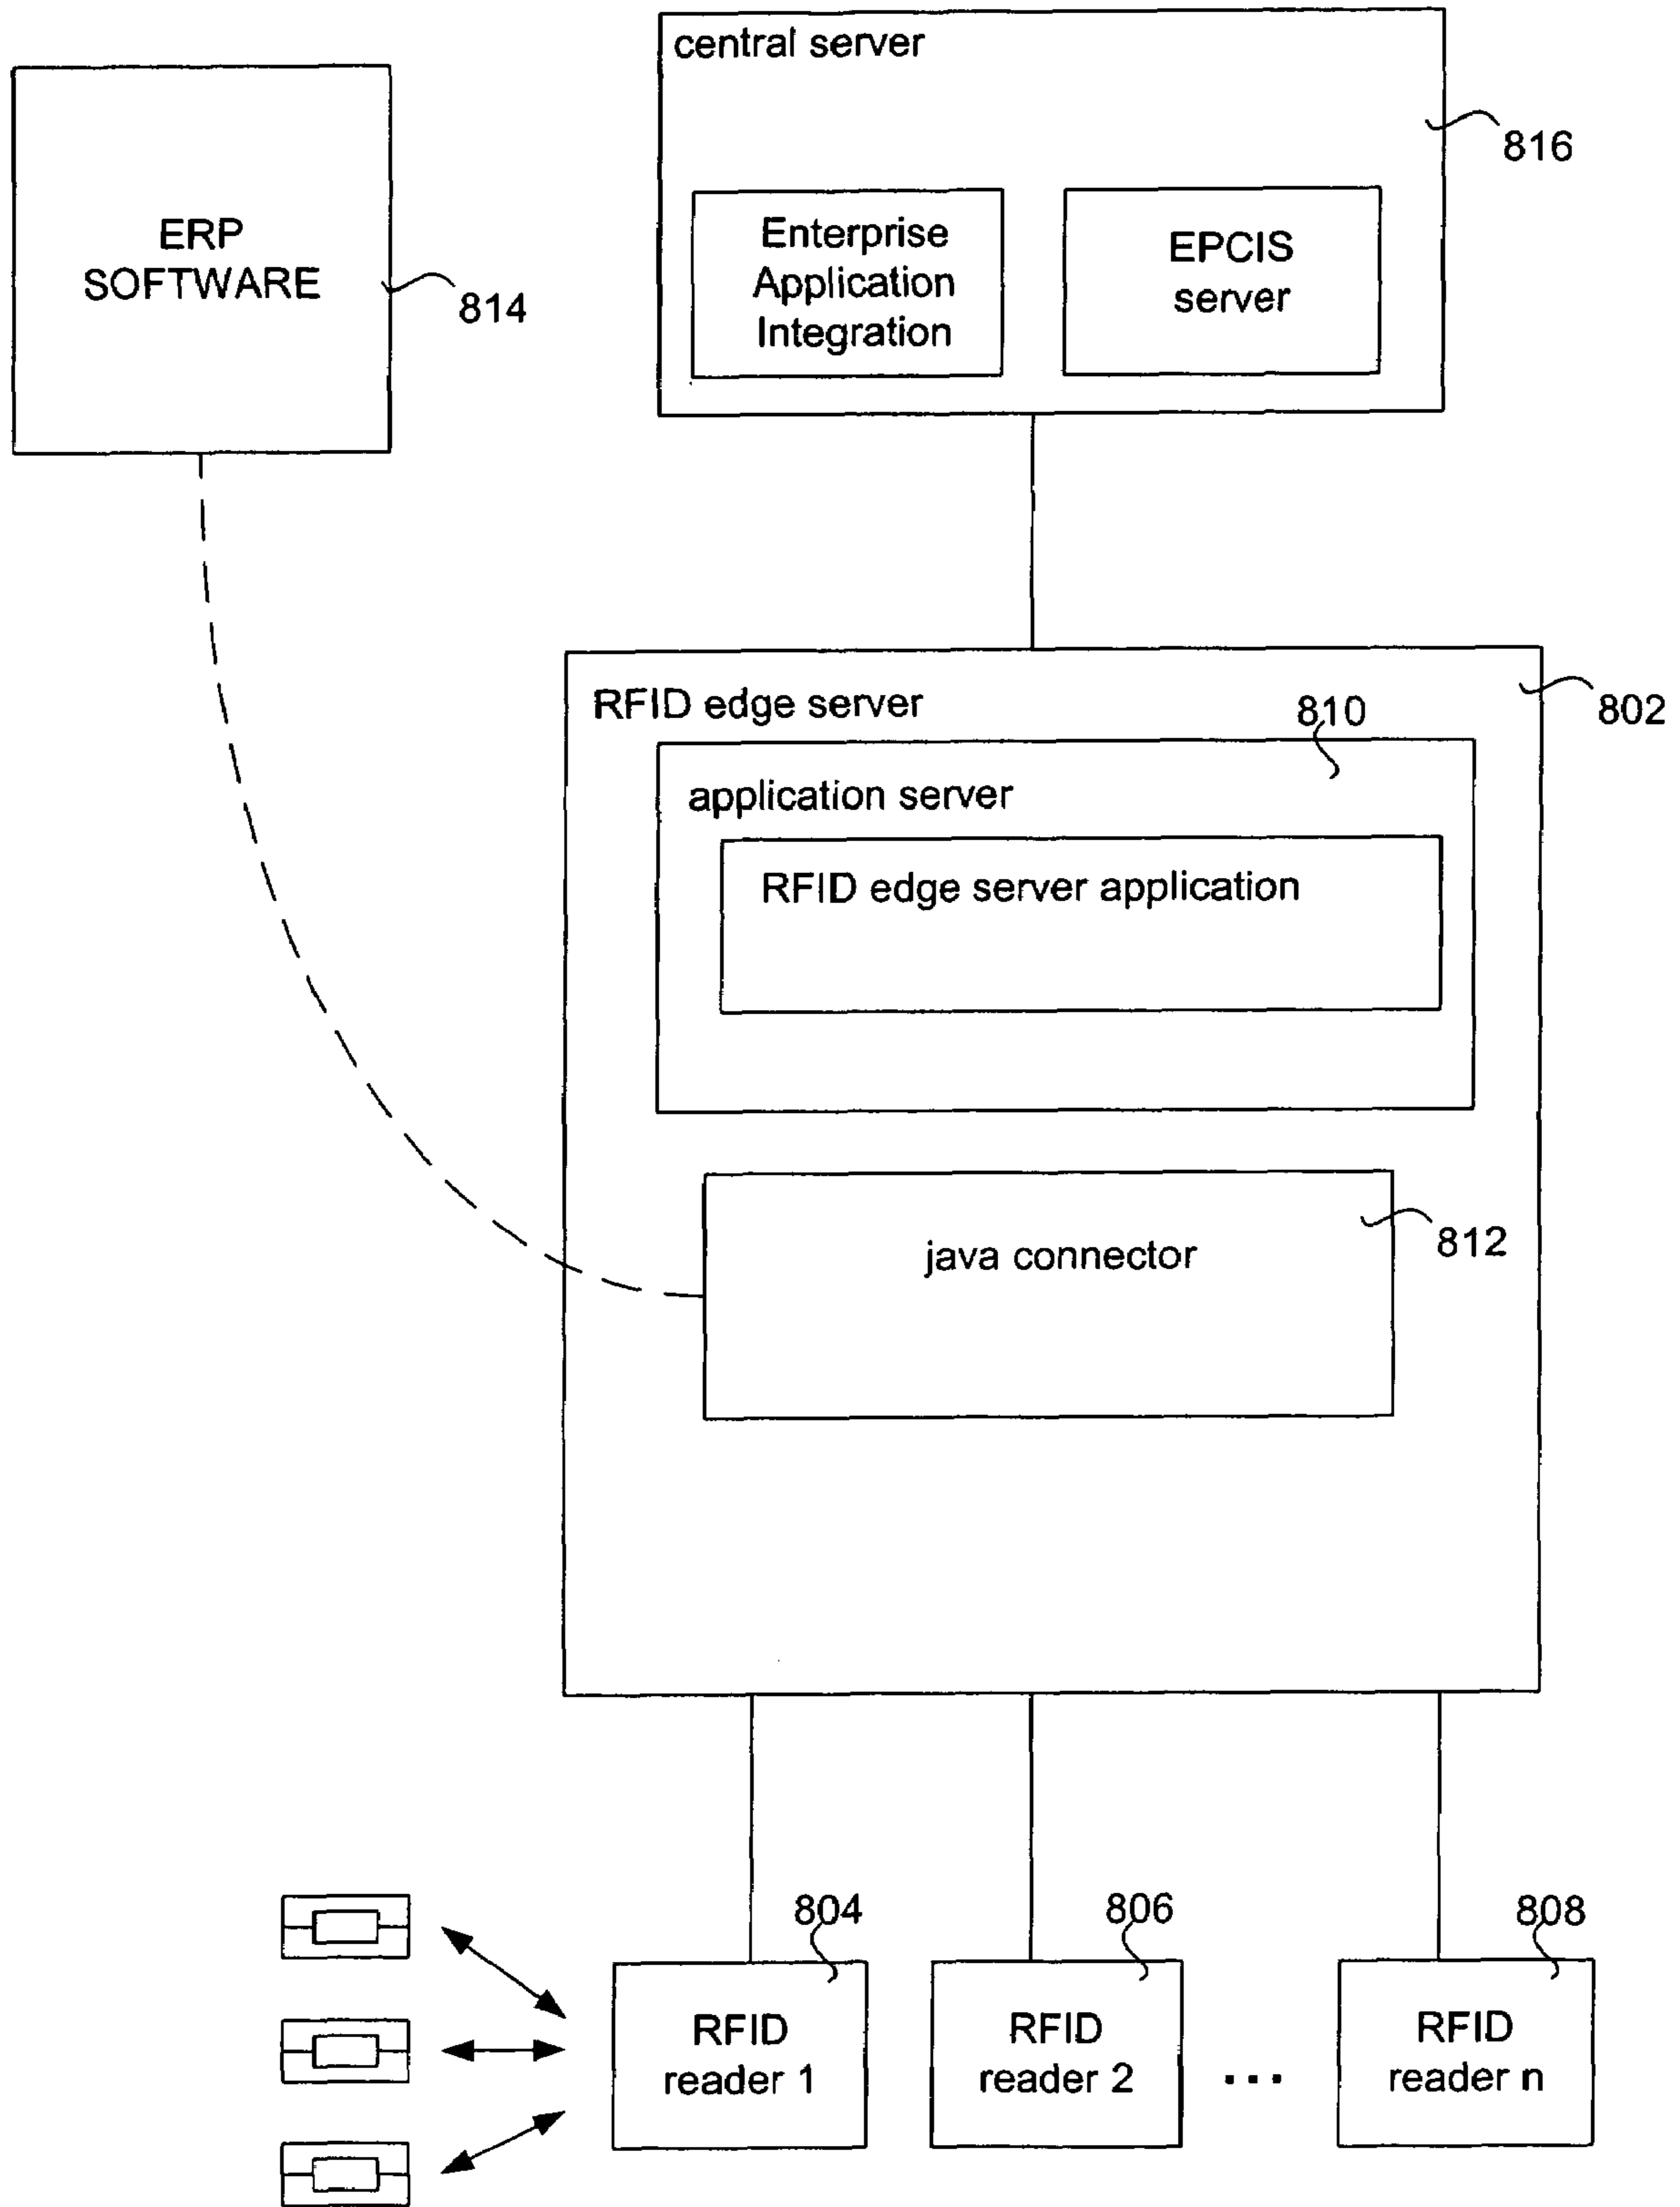 central server
816
ERP
SOFTWARE
814
Enterprise
Application
Integration
EPCIS
server
RFID edge server
802
810
application server
RFID edge server application
java connector
812
804
806
808
RFID
reader 1
RFID
reader 2
...
RFID
reader n